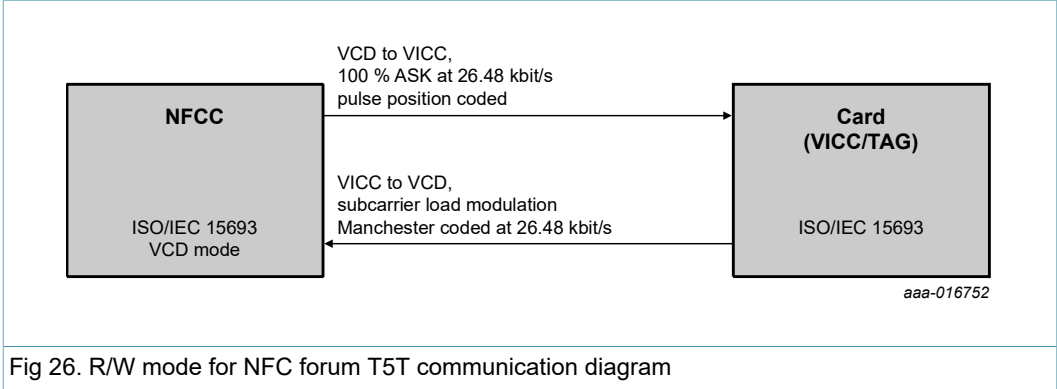 VCD to VICC,
100 % ASK at 26.48 kbit/s
pulse position coded
NFCC
Card
(VICC/TAG)
VICC to VCD,
subcarrier load modulation
Manchester coded at 26.48 kbit/s
ISO/IEC 15693
VCD mode
ISO/IEC 15693
aaa-016752
Fig 26. R/W mode for NFC forum T5T communication diagram